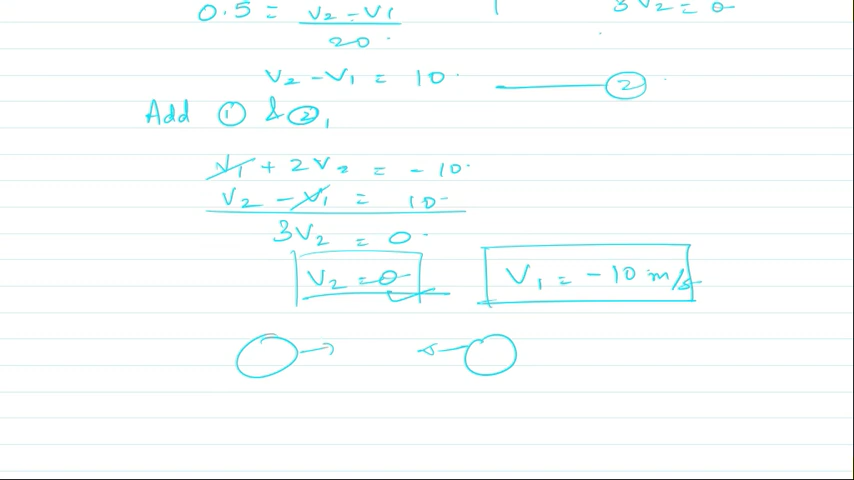 0.5 = V₂ - V₁ / 20 3V₂ = 0
V₂ - V₁ = 10. ——— ②
Add ① & ②,
V₁ + 2V₂ = - 10.
V₂ - V₁ = 10.
3V₂ = 0.
V₂ = 0 V₁ = - 10 m/s